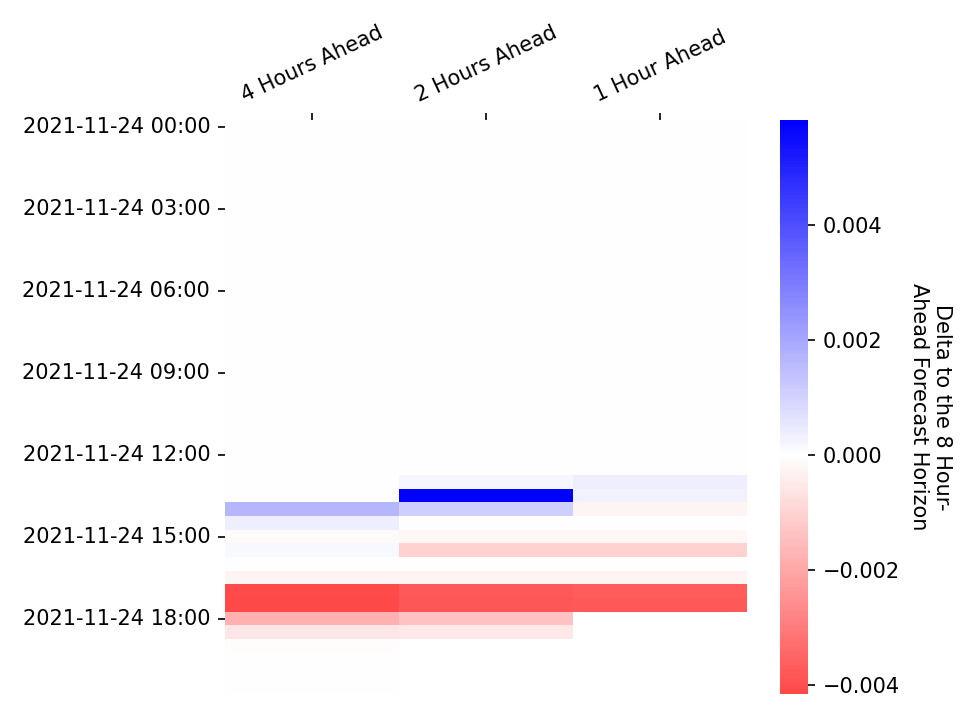 4 Hours Ahead
2 Hours Ahead
1 Hour Ahead
2021-11-24 00:00
2021-11-24 03:00
2021-11-24 06:00
2021-11-24 09:00
2021-11-24 12:00
2021-11-24 15:00
2021-11-24 18:00
0.004
0.002
0.000
−0.002
−0.004
Delta to the 8 Hour-
Ahead Forecast Horizon